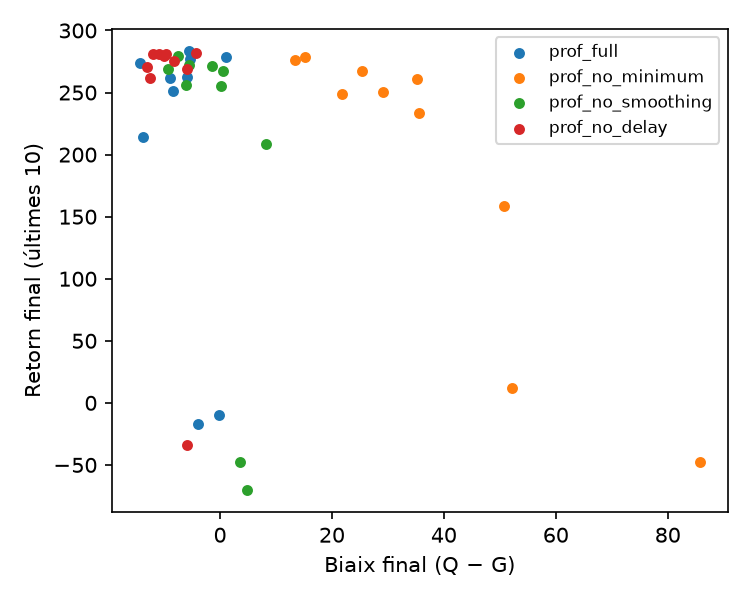 300
250
200
150
100
50
0
−50
0
20
40
60
80
Retorn final (últimes 10)
Biaix final (Q − G)
prof_full
prof_no_minimum
prof_no_smoothing
prof_no_delay